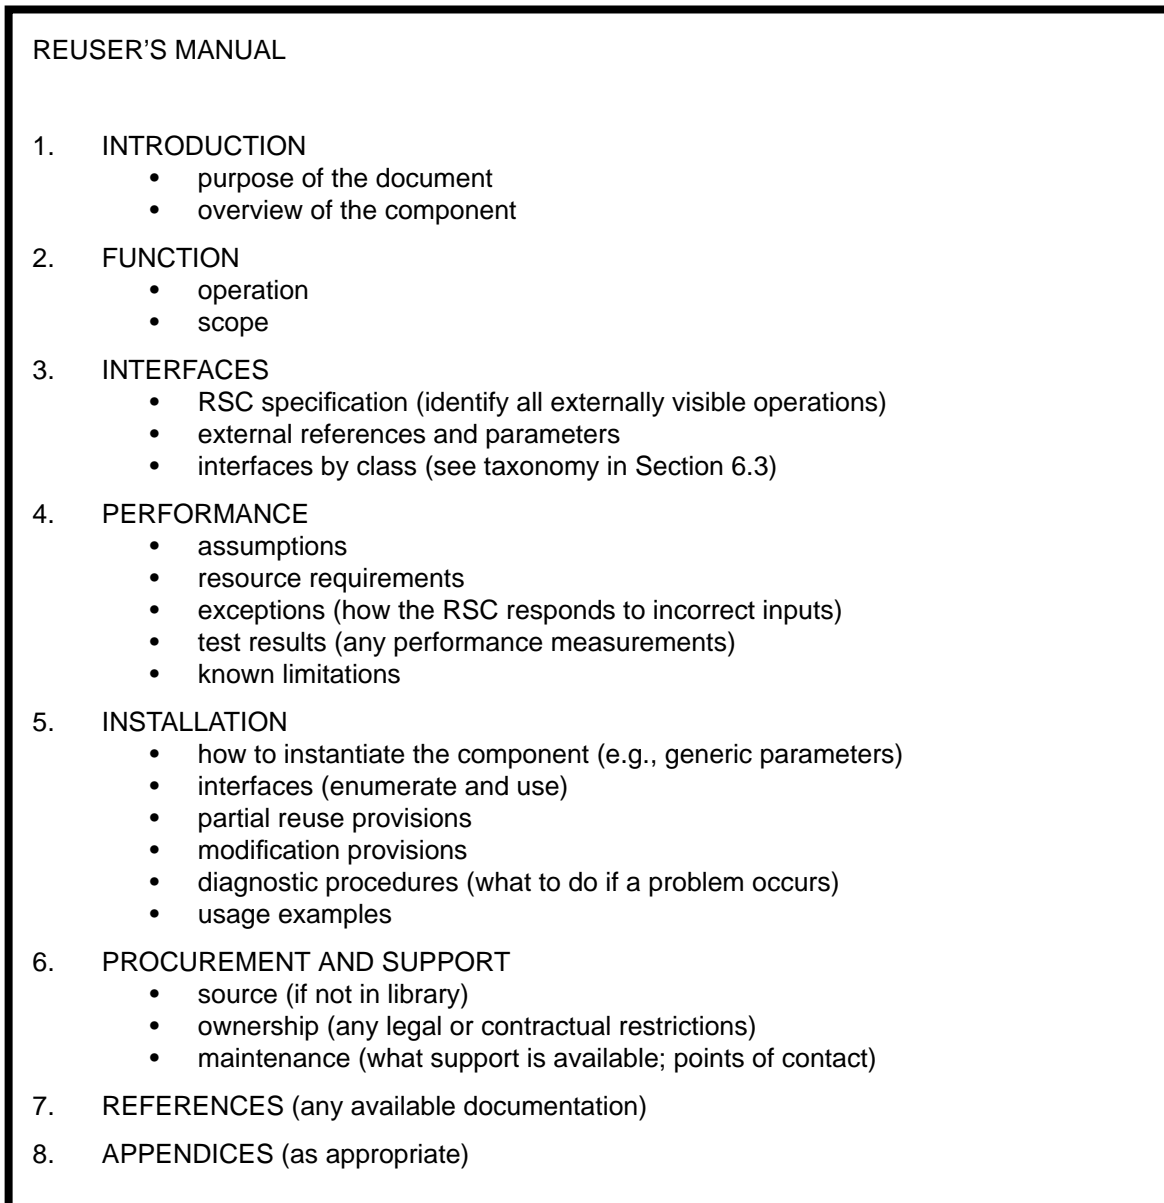 REUSER’S MANUAL
1. INTRODUCTION
• purpose of the document
• overview of the component
2. FUNCTION
• operation
• scope
3. INTERFACES
• RSC specification (identify all externally visible operations)
• external references and parameters
• interfaces by class (see taxonomy in Section 6.3)
4. PERFORMANCE
• assumptions
• resource requirements
• exceptions (how the RSC responds to incorrect inputs)
• test results (any performance measurements)
• known limitations
5. INSTALLATION
• how to instantiate the component (e.g., generic parameters)
• interfaces (enumerate and use)
• partial reuse provisions
• modification provisions
• diagnostic procedures (what to do if a problem occurs)
• usage examples
6. PROCUREMENT AND SUPPORT
• source (if not in library)
• ownership (any legal or contractual restrictions)
• maintenance (what support is available; points of contact)
7. REFERENCES (any available documentation)
8. APPENDICES (as appropriate)